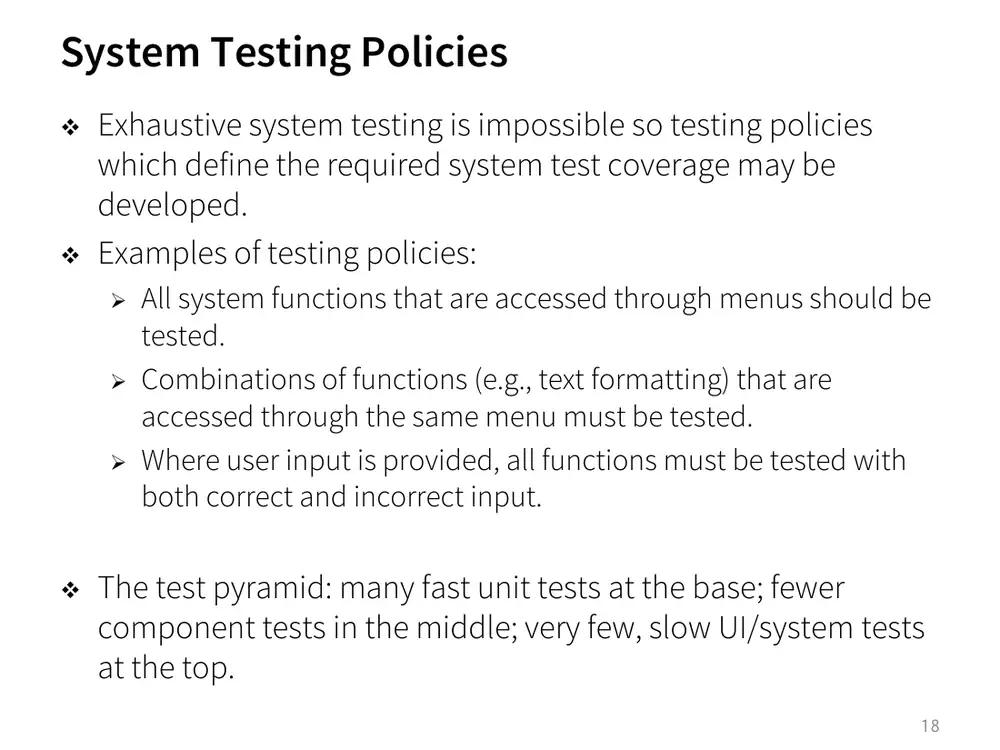 System Testing Policies
❖ Exhaustive system testing is impossible so testing policies
which define the required system test coverage may be
developed.
❖ Examples of testing policies:
➢ All system functions that are accessed through menus should be
tested.
➢ Combinations of functions (e.g., text formatting) that are
accessed through the same menu must be tested.
➢ Where user input is provided, all functions must be tested with
both correct and incorrect input.
❖ The test pyramid: many fast unit tests at the base; fewer
component tests in the middle; very few, slow UI/system tests
at the top.
18